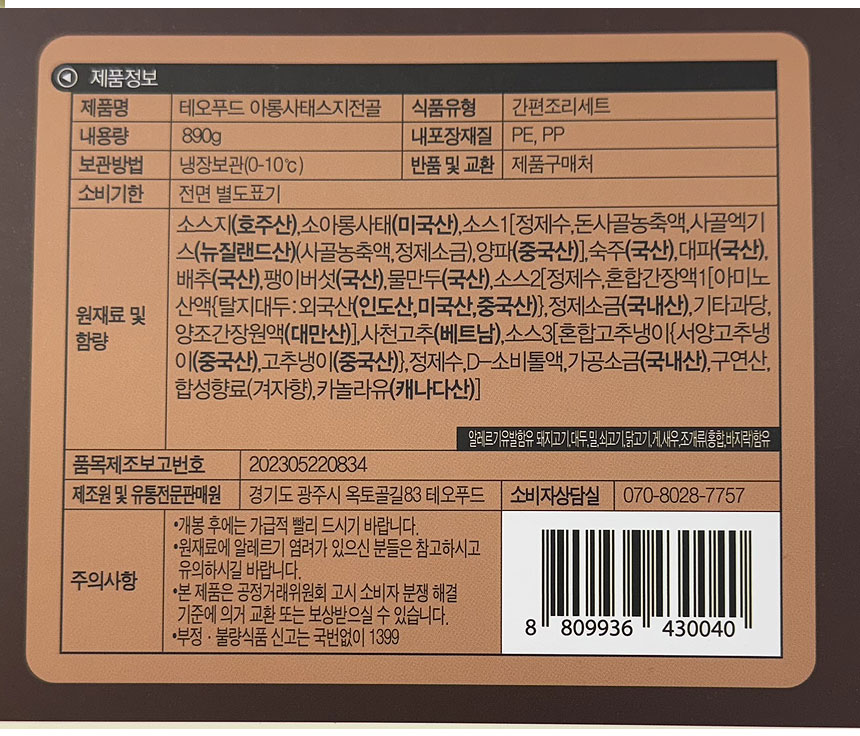 제품정보
제품명 테오푸드 아롱사태스지전골 식품유형 간편조리세트
내용량 890g 내포장재질 PE, PP
보관방법 냉장보관(0-10℃) 반품 및 교환 제품구매처
소비기한 전면 별도표기
원재료 및 함량
소스지(호주산),소아롱사태(미국산),소스1[정제수,돈사골농축액,사골엑기
스(뉴질랜드산)(사골농축액,정제소금),양파(중국산)],숙주(국산),대파(국산),
배추(국산),팽이버섯(국산),물만두(국산),소스2[정제수,혼합간장액1[아미노
산액{탈지대두:외국산(인도산,미국산,중국산)},정제소금(국내산),기타과당,
양조간장원액(대만산)],사천고추(베트남),소스3[혼합고추냉이{서양고추냉
이(중국산),고추냉이(중국산)},정제수,D-소비톨액,가공소금(국내산),구연산,
합성향료(겨자향),카놀라유(캐나다산)]
알레르기유발함유 돼지고기,대두,밀,쇠고기,닭고기,게,새우,조개류(홍합,바지락)함유
품목제조보고번호 202305220834
제조원 및 유통전문판매원 경기도 광주시 옥토골길83 테오푸드 소비자상담실 070-8028-7757
주의사항
•개봉 후에는 가급적 빨리 드시기 바랍니다.
•원재료에 알레르기 염려가 있으신 분들은 참고하시고
유의하시길 바랍니다.
•본 제품은 공정거래위원회 고시 소비자 분쟁 해결
기준에 의거 교환 또는 보상받으실 수 있습니다.
•부정·불량식품 신고는 국번없이 1399
8 809936 430040